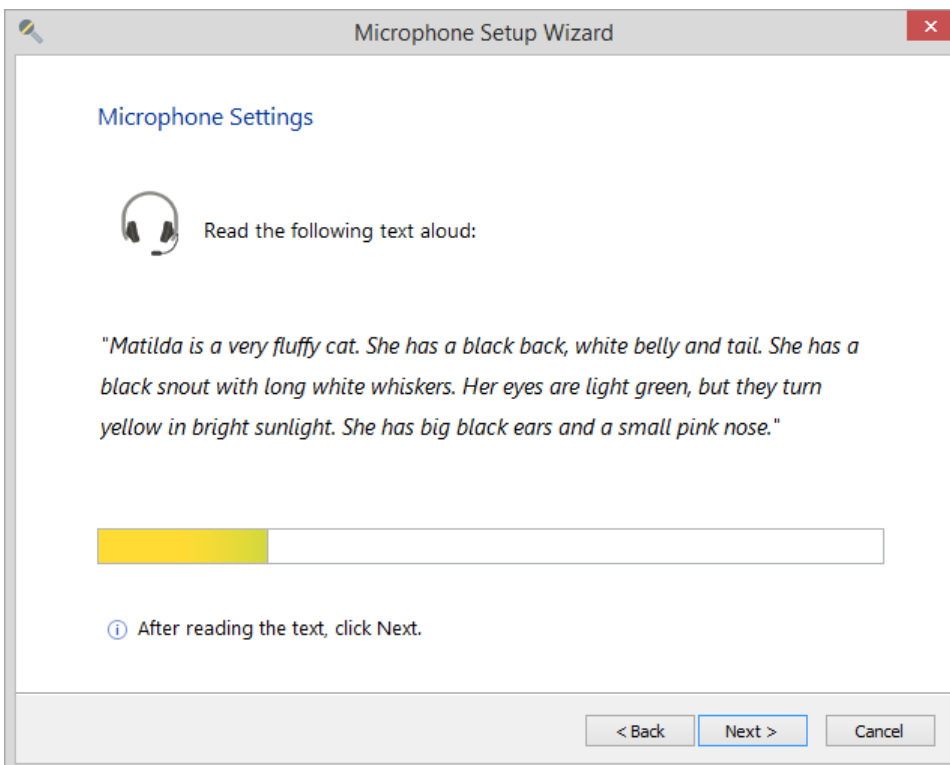 Microphone Setup Wizard
Microphone Settings
Read the following text aloud:
"Matilda is a very fluffy cat. She has a black back, white belly and tail. She has a
black snout with long white whiskers. Her eyes are light green, but they turn
yellow in bright sunlight. She has big black ears and a small pink nose."
After reading the text, click Next.
< Back Next > Cancel